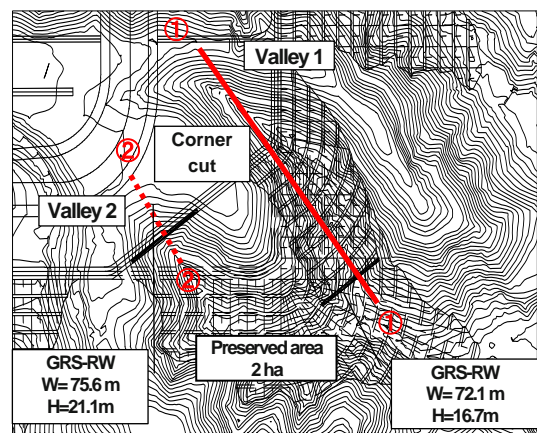 ①
Valley 1
Corner
cut
②
Valley 2
②
①
Preserved area
2 ha
GRS-RW
W= 75.6 m
H=21.1m
GRS-RW
W= 72.1 m
H=16.7m